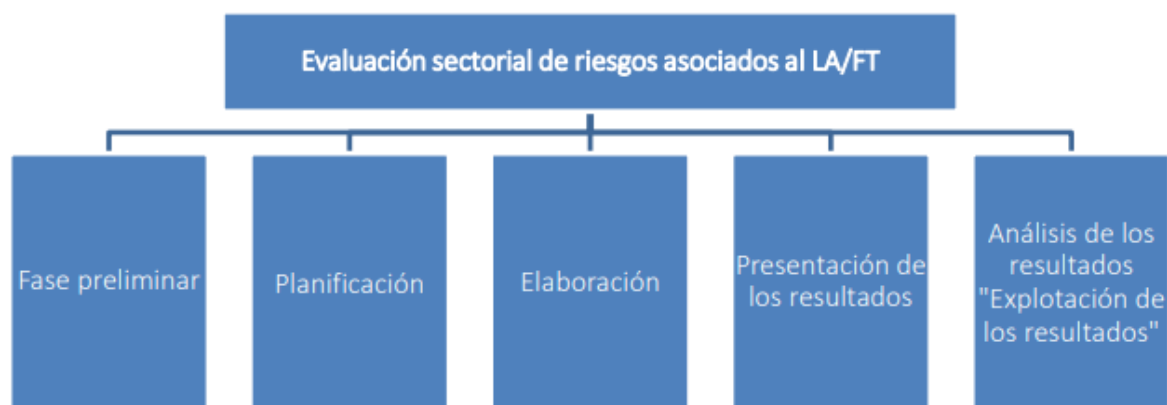 Evaluación sectorial de riesgos asociados al LA/FT
Fase preliminar
Planificación
Elaboración
Presentación de
los resultados
Análisis de los
resultados
"Explotación de
los resultados"